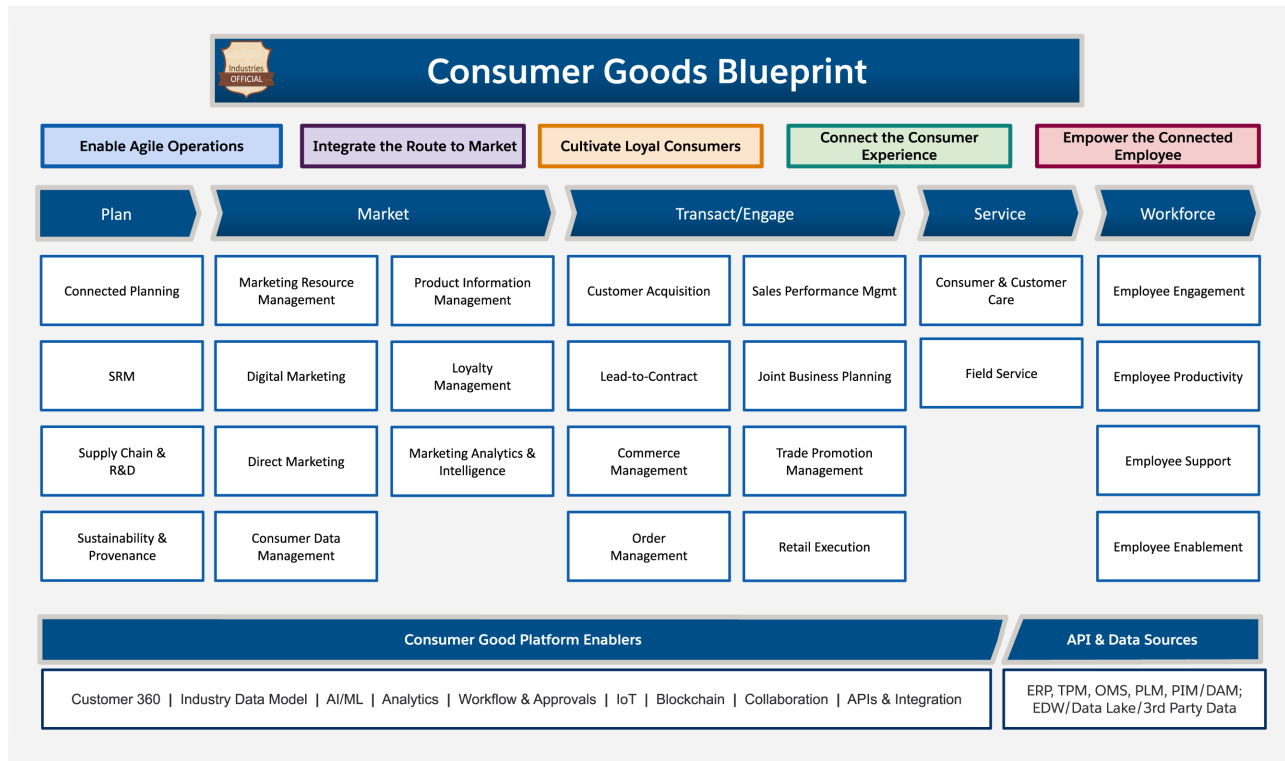 Industries
OFFICIAL
Consumer Goods Blueprint
Enable Agile Operations
Integrate the Route to Market
Cultivate Loyal Consumers
Connect the Consumer
Experience
Empower the Connected
Employee
Plan
Market
Transact/Engage
Service
Workforce
Connected Planning
Marketing Resource
Management
Product Information
Management
Customer Acquisition
Sales Performance Mgmt
Consumer & Customer
Care
Employee Engagement
SRM
Digital Marketing
Loyalty
Management
Lead-to-Contract
Joint Business Planning
Field Service
Employee Productivity
Supply Chain &
R&D
Direct Marketing
Marketing Analytics &
Intelligence
Commerce
Management
Trade Promotion
Management
Employee Support
Sustainability &
Provenance
Consumer Data
Management
Order
Management
Retail Execution
Employee Enablement
Consumer Good Platform Enablers
API & Data Sources
Customer 360 | Industry Data Model | AI/ML | Analytics | Workflow & Approvals | IoT | Blockchain | Collaboration | APIs & Integration
ERP, TPM, OMS, PLM, PIM/DAM;
EDW/Data Lake/3rd Party Data